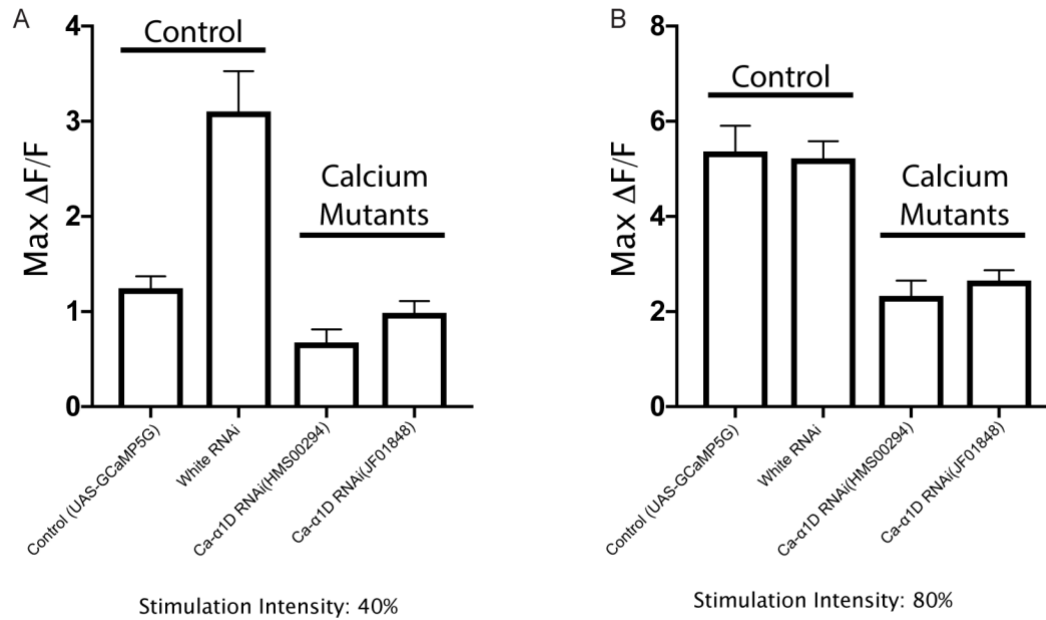 A
4
3
2
1
0
Max ΔF/F
Control
Calcium
Mutants
Control (UAS-GCaMP5G)
White RNAi
Ca-α1D RNAi(HMS00294)
Ca-α1D RNAi(JF01848)
Stimulation Intensity: 40%
B
8
6
4
2
0
Max ΔF/F
Control
Calcium
Mutants
Control (UAS-GCaMP5G)
White RNAi
Ca-α1D RNAi(HMS00294)
Ca-α1D RNAi(JF01848)
Stimulation Intensity: 80%